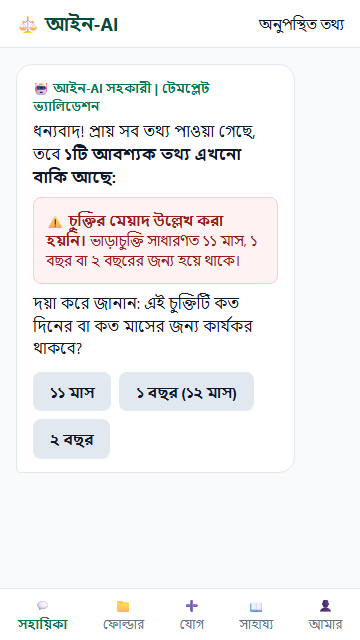 আইন-AI
অনুপস্থিত তথ্য
আইন-AI সহকারী | টেমপ্লেট
ভ্যালিডেশন
ধন্যবাদ! প্রায় সব তথ্য পাওয়া গেছে,
তবে ১টি আবশ্যক তথ্য এখনো
বাকি আছে:
চুক্তির মেয়াদ উল্লেখ করা
হয়নি। ভাড়াচুক্তি সাধারণত ১১ মাস, ১
বছর বা ২ বছরের জন্য হয়ে থাকে।
দয়া করে জানান: এই চুক্তিটি কত
দিনের বা কত মাসের জন্য কার্যকর
থাকবে?
১১ মাস
১ বছর (১২ মাস)
২ বছর
সহায়িকা
ফোল্ডার
যোগ
সাহায্য
আমার